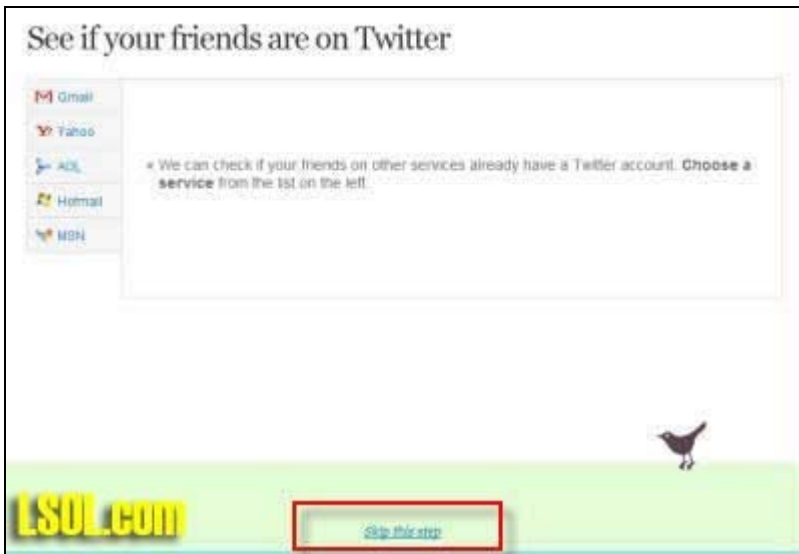 See if your friends are on Twitter
Gmail
Yahoo
AOL
Hotmail
MSN
« We can check if your friends on other services already have a Twitter account. Choose a
service from the list on the left.
LSOL.com
Skip this step